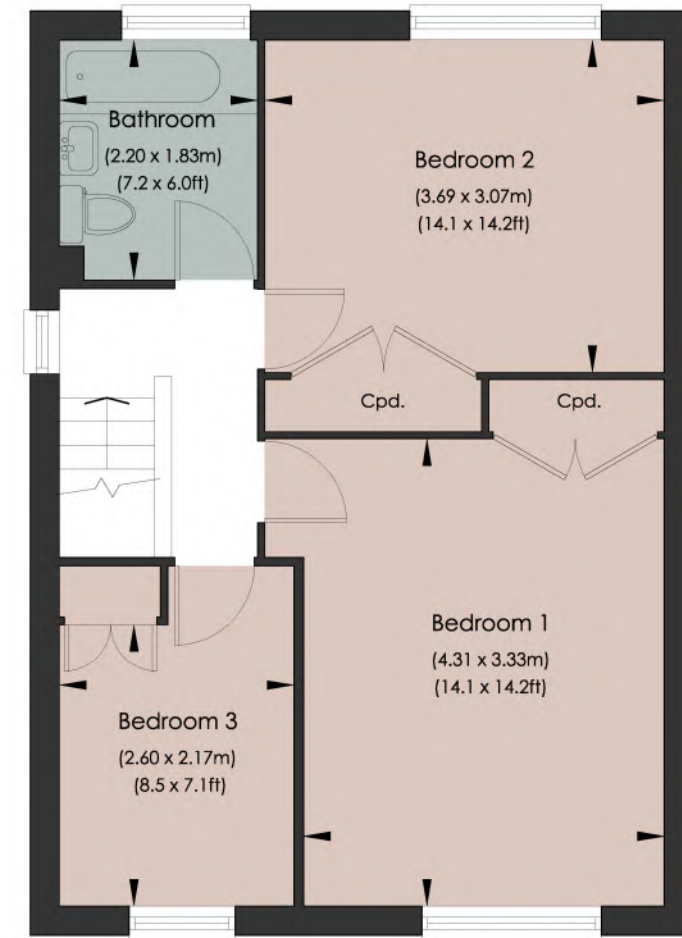 Bathroom
(2.20 x 1.83m)
(7.2 x 6.0ft)
Bedroom 2
(3.69 x 3.07m)
(14.1 x 14.2ft)
Cpd.
Cpd.
Bedroom 1
(4.31 x 3.33m)
(14.1 x 14.2ft)
Bedroom 3
(2.60 x 2.17m)
(8.5 x 7.1ft)